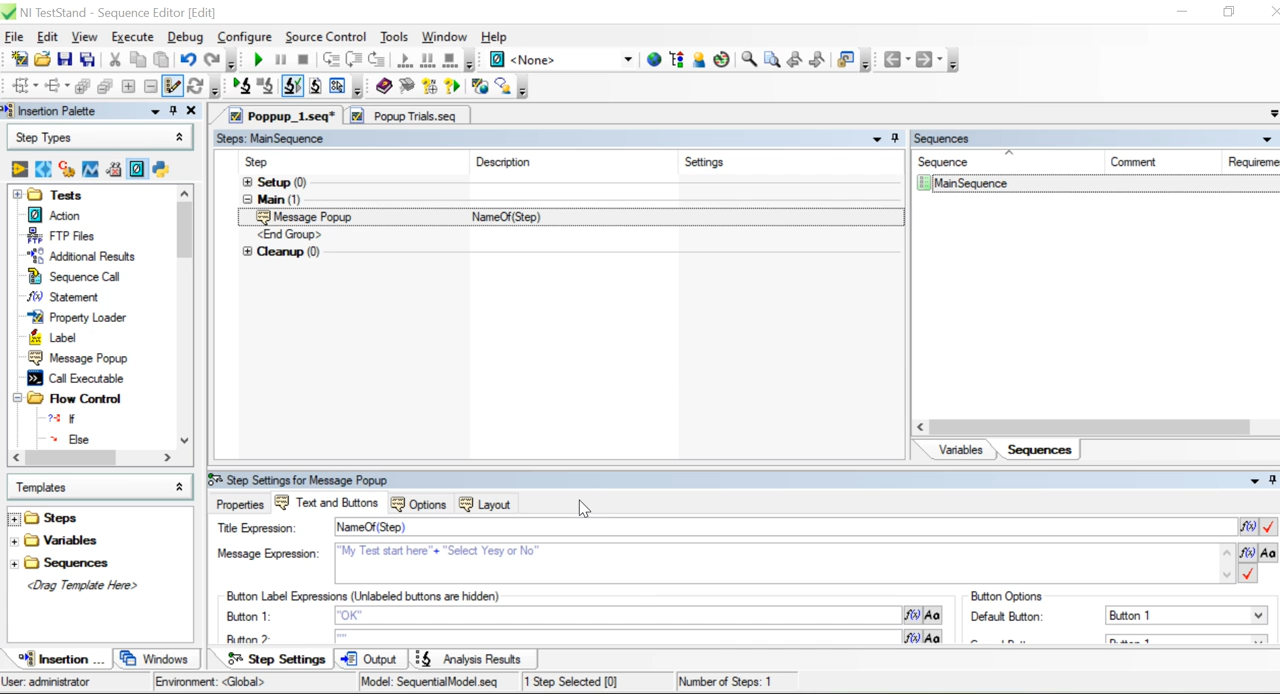 NI TestStand - Sequence Editor [Edit]
File Edit View Execute Debug Configure Source Control Tools Window Help
<None>
Insertion Palette
Step Types
Tests
Action
FTP Files
Additional Results
Sequence Call
Statement
Property Loader
Label
Message Popup
Call Executable
Flow Control
If
Else
Templates
Steps
Variables
Sequences
<Drag Template Here>
Insertion ... Windows
Poppup_1.seq* Popup Trials.seq
Steps: MainSequence
Step Description Settings
Setup (0)
Main (1)
Message Popup NameOf(Step)
<End Group>
Cleanup (0)
Sequences
Sequence Comment Requireme
MainSequence
Variables Sequences
Step Settings for Message Popup
Properties Text and Buttons Options Layout
Title Expression: NameOf(Step) f(x)
Message Expression: "My Test start here"+ "Select Yesy or No" f(x) Aa
Button Label Expressions (Unlabeled buttons are hidden)
Button 1: "OK" f(x) Aa
Button 2: "" f(x) Aa
Button Options
Default Button: Button 1
Step Settings Output Analysis Results
User: administrator Environment: <Global> Model: SequentialModel.seq 1 Step Selected [0] Number of Steps: 1